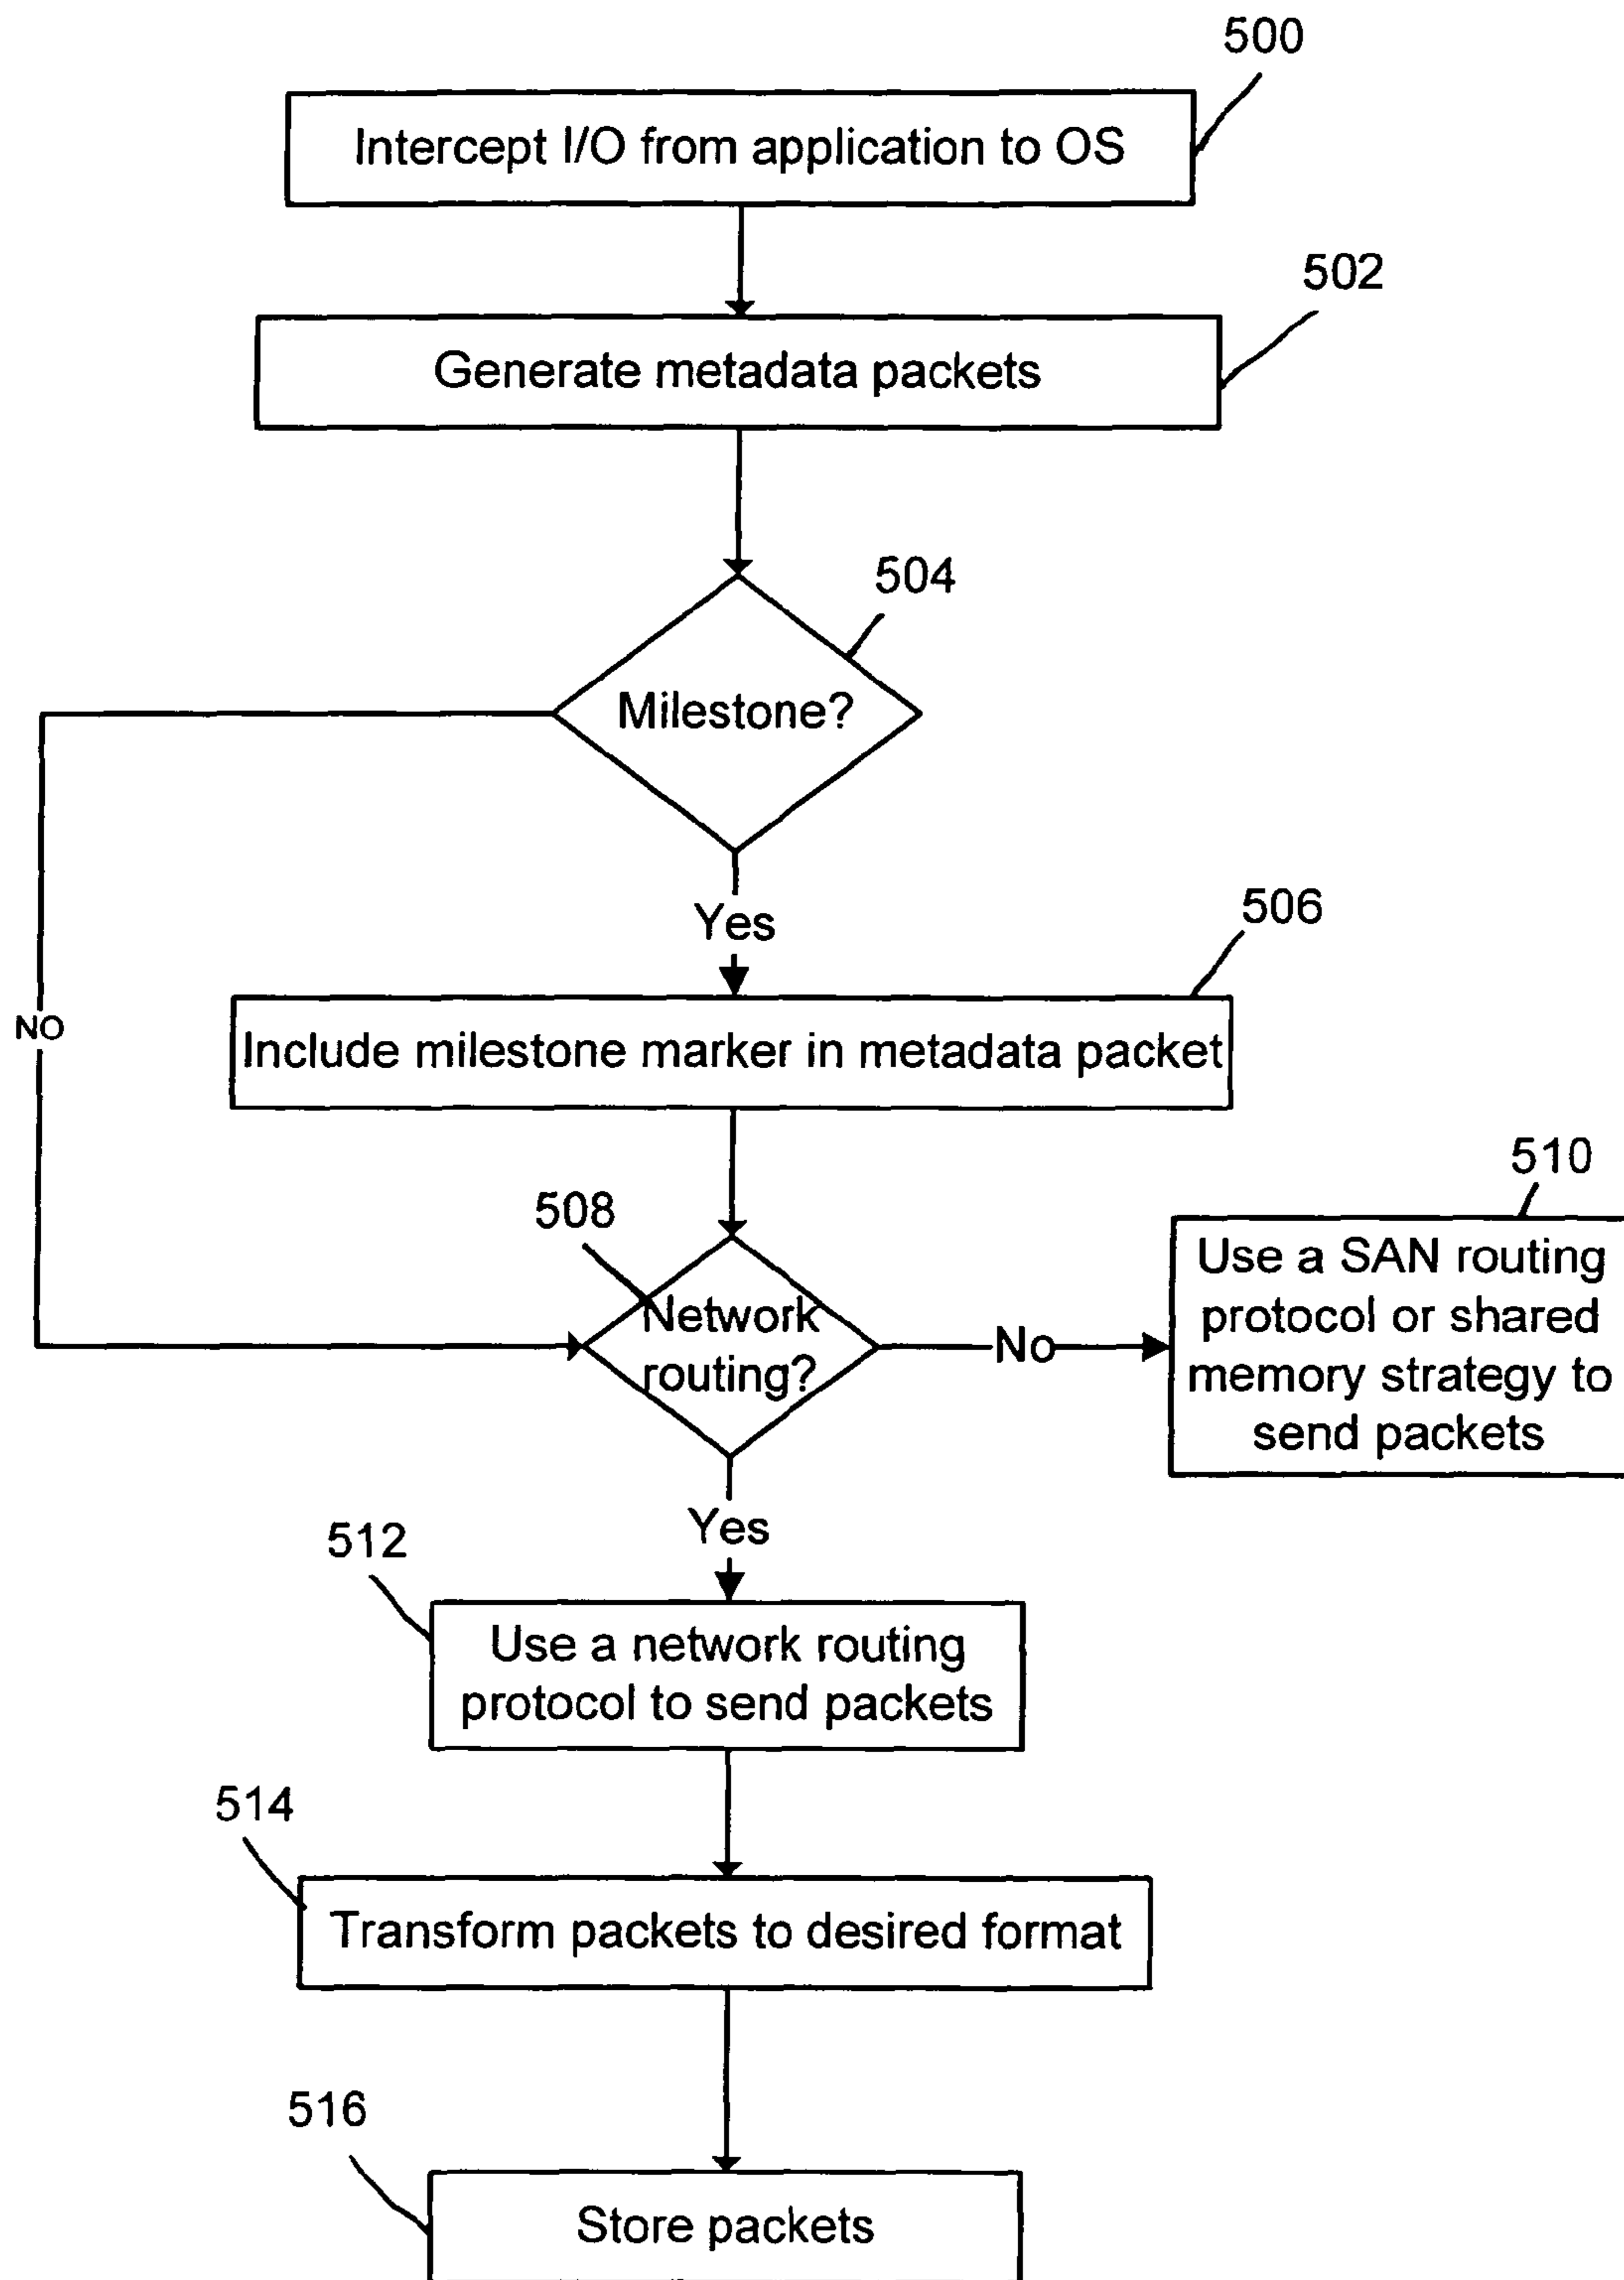 500
Intercept I/O from application to OS
502
Generate metadata packets
504
Milestone?
Yes
506
NO
Include milestone marker in metadata packet
510
508
Use a SAN routing
protocol or shared
memory strategy to
send packets
Network
routing?
No
Yes
512
Use a network routing
protocol to send packets
514
Transform packets to desired format
516
Store packets